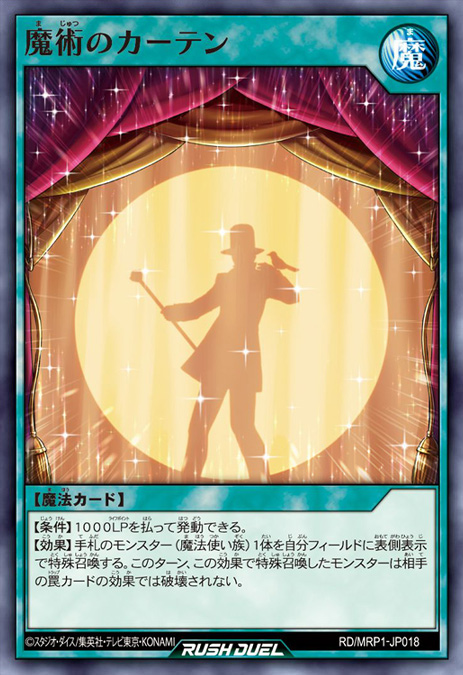 魔術のカーテン
魔
【魔法カード】
【条件】1000LPを払って発動できる。
【効果】手札のモンスター(魔法使い族)1体を自分フィールドに表側表示
で特殊召喚する。このターン、この効果で特殊召喚したモンスターは相手
の罠カードの効果では破壊されない。
©スタジオ・ダイス/集英社・テレビ東京・KONAMI
RUSH DUEL
RD/MRP1-JP018